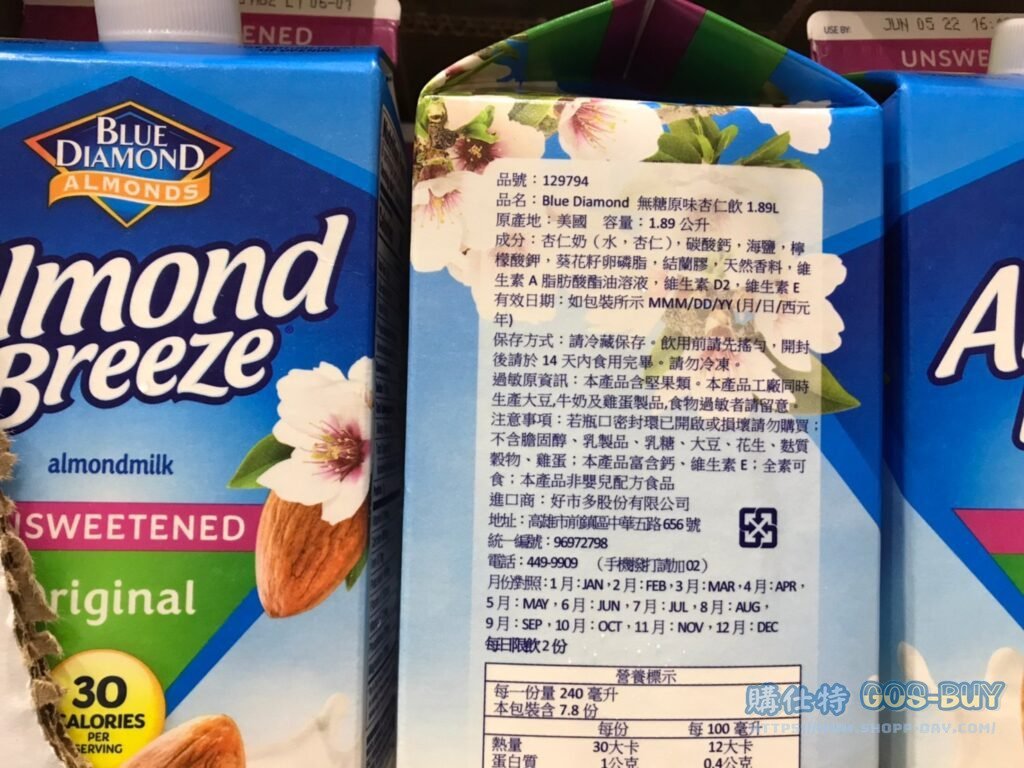 ENED
USE BY: JUN 05 22 16:
UNSWE
BLUE
DIAMOND
ALMONDS
lmond
Breeze
almondmilk
NSWEETENED
riginal
30
CALORIES
PER
SERVING
品號：129794
品名：Blue Diamond 無糖原味杏仁飲 1.89L
原產地：美國 容量：1.89 公升
成分：杏仁奶（水，杏仁），碳酸鈣，海鹽，檸
檬酸鉀，葵花籽卵磷脂，結蘭膠，天然香料，維
生素 A 脂肪酸酯油溶液，維生素 D2，維生素 E
有效日期：如包裝所示 MMM/DD/YY (月/日/西元
年)
保存方式：請冷藏保存。飲用前請先搖勻，開封
後請於 14 天內食用完畢。請勿冷凍。
過敏原資訊：本產品含堅果類。本產品工廠同時
生產大豆,牛奶及雞蛋製品,食物過敏者請留意。
注意事項：若瓶口密封環已開啟或損壞請勿購買；
不含膽固醇、乳製品、乳糖、大豆、花生、麩質
穀物、雞蛋；本產品富含鈣、維生素 E；全素可
食；本產品非嬰兒配方食品
進口商：好市多股份有限公司
地址：高雄市前鎮區中華五路 656 號
統一編號：96972798
電話：449-9909 （手機發打請加 02）
月份對照：1 月：JAN，2 月：FEB，3 月：MAR，4 月：APR，
5 月：MAY，6 月：JUN，7 月：JUL，8 月：AUG，
9 月：SEP，10 月：OCT，11 月：NOV，12 月：DEC
每日限飲 2 份
營養標示
每一份量 240 毫升
本包裝含 7.8 份
每份 每 100 毫升
熱量 30大卡 12大卡
蛋白質 1公克 0.4公克
A
購仕特 GOS-BUY